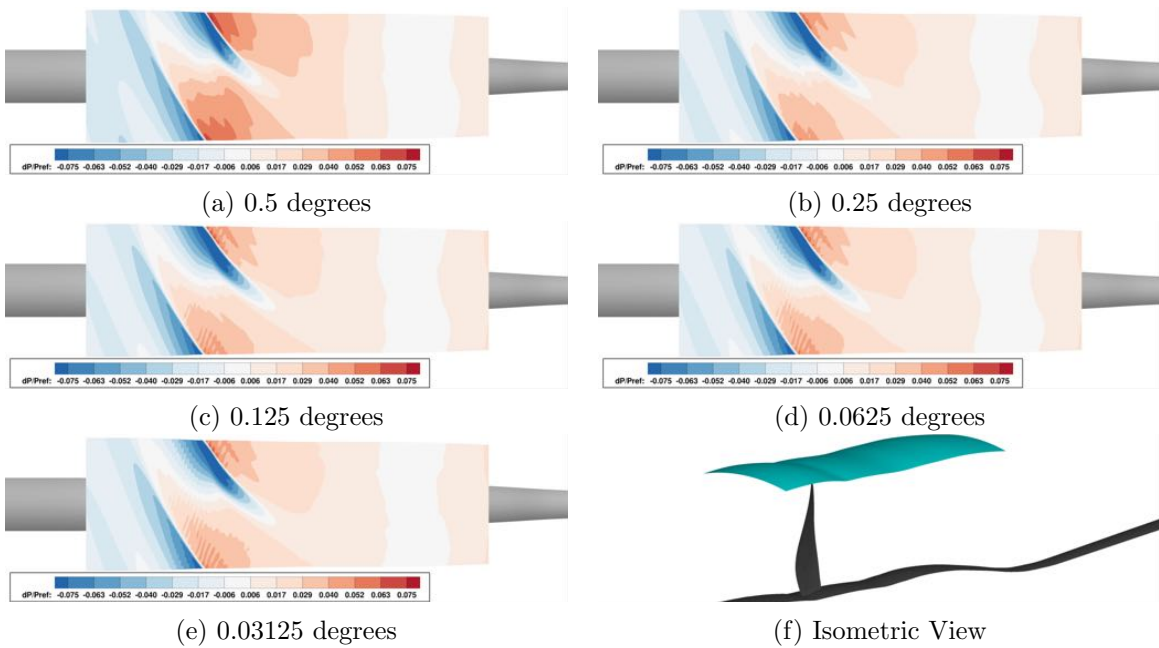 dP/Pref: -0.075 -0.063 -0.052 -0.040 -0.029 -0.017 -0.006 0.006 0.017 0.029 0.040 0.052 0.063 0.075
(a) 0.5 degrees
dP/Pref: -0.075 -0.063 -0.052 -0.040 -0.029 -0.017 -0.006 0.006 0.017 0.029 0.040 0.052 0.063 0.075
(b) 0.25 degrees
dP/Pref: -0.075 -0.063 -0.052 -0.040 -0.029 -0.017 -0.006 0.006 0.017 0.029 0.040 0.052 0.063 0.075
(c) 0.125 degrees
dP/Pref: -0.075 -0.063 -0.052 -0.040 -0.029 -0.017 -0.006 0.006 0.017 0.029 0.040 0.052 0.063 0.075
(d) 0.0625 degrees
dP/Pref: -0.075 -0.063 -0.052 -0.040 -0.029 -0.017 -0.006 0.006 0.017 0.029 0.040 0.052 0.063 0.075
(e) 0.03125 degrees
(f) Isometric View